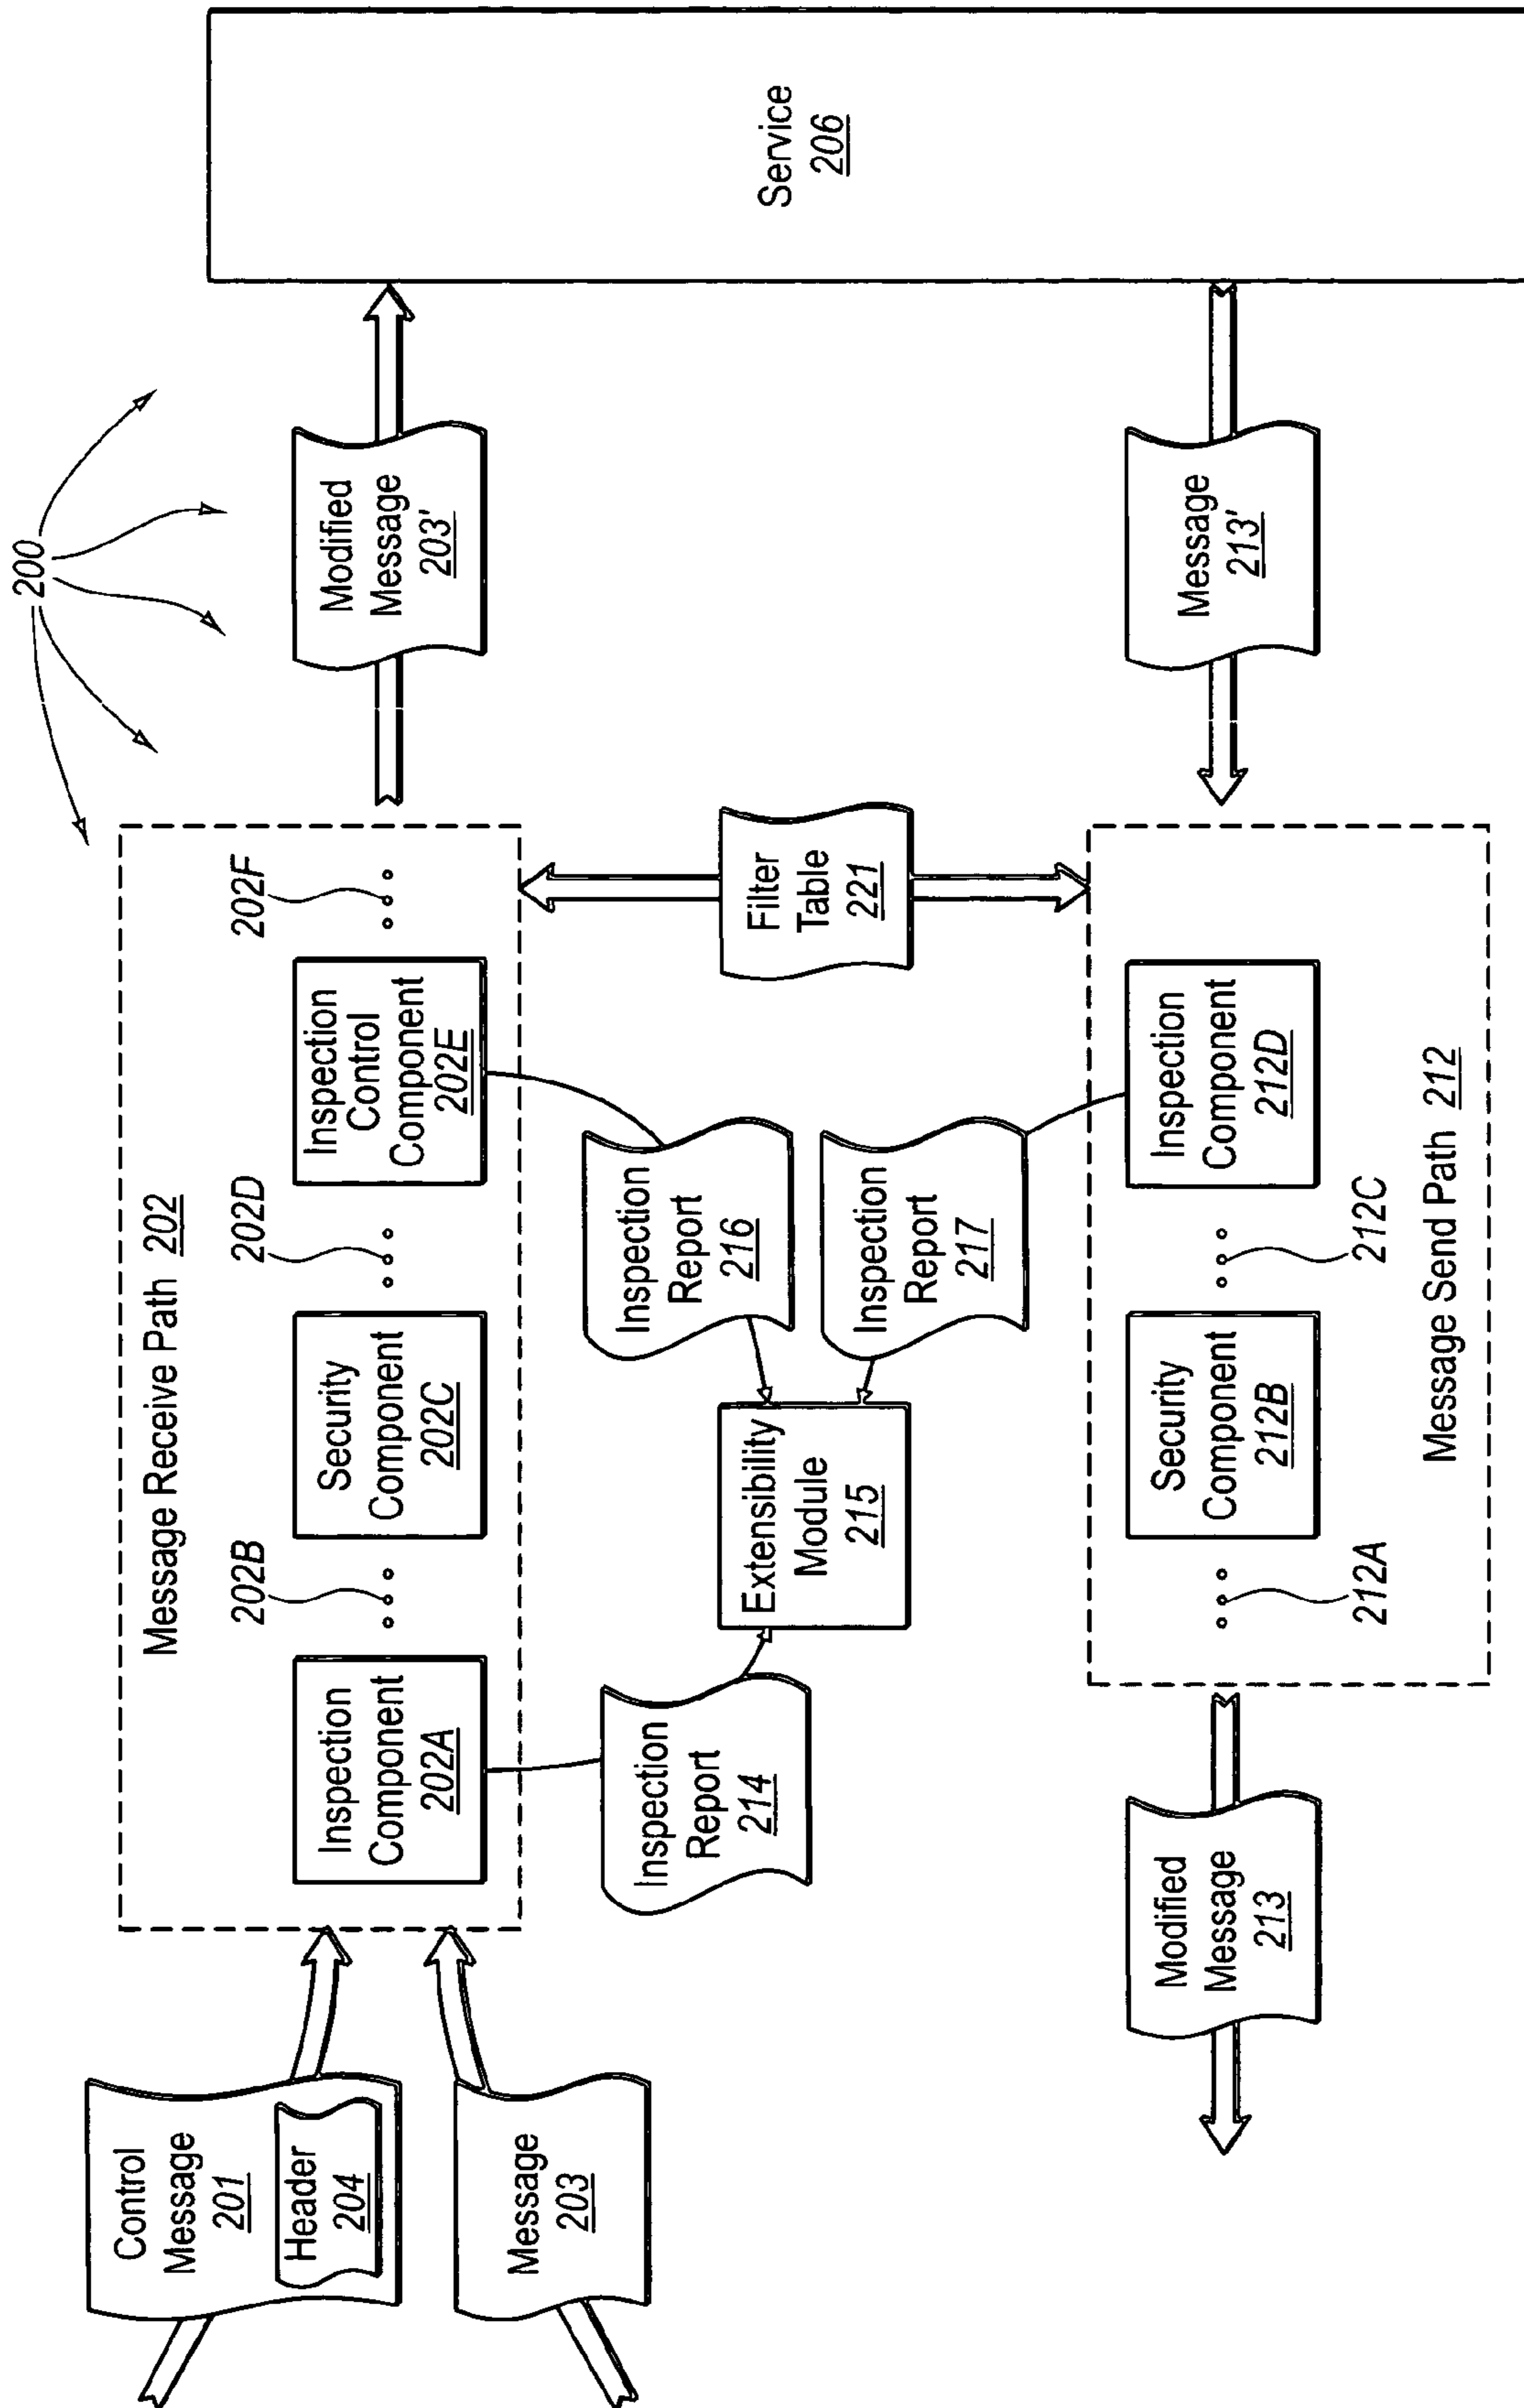 200
Control
Message
201
Header
204
Message
203
Message Receive Path 202
202B
202D
202F
Inspection
Component
202A
Security
Component
202C
Inspection
Control
Component
202E
Modified
Message
203'
Service
206
Inspection
Report
214
Extensibility
Module
215
Inspection
Report
216
Inspection
Report
217
Filter
Table
221
Modified
Message
213
Security
Component
212B
Inspection
Component
212D
Message
213'
212A
212C
Message Send Path 212